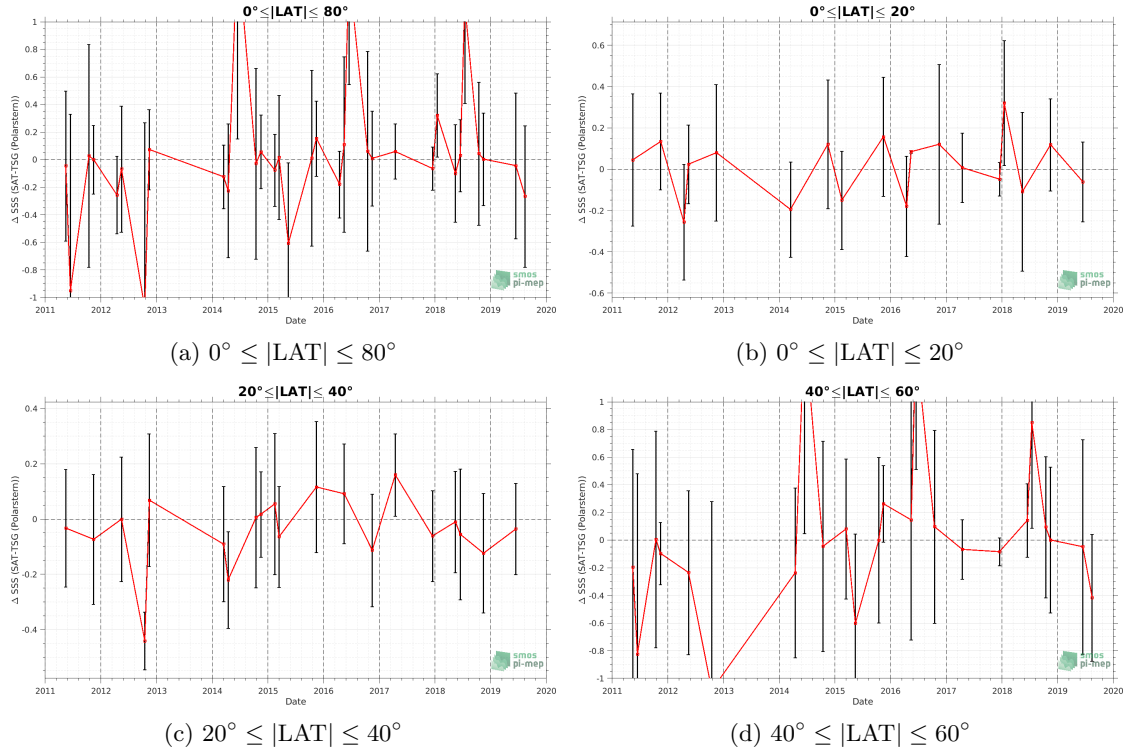 0°≤|LAT|≤ 80°
Δ SSS (SAT-TSG (Polarstern))
1
0.8
0.6
0.4
0.2
0
-0.2
-0.4
-0.6
-0.8
-1
smos
pi-mep
2011 2012 2013 2014 2015 2016 2017 2018 2019 2020
Date
(a) 0° ≤ |LAT| ≤ 80°
0°≤|LAT|≤ 20°
Δ SSS (SAT-TSG (Polarstern))
0.6
0.4
0.2
0
-0.2
-0.4
-0.6
smos
pi-mep
2011 2012 2013 2014 2015 2016 2017 2018 2019 2020
Date
(b) 0° ≤ |LAT| ≤ 20°
20°≤|LAT|≤ 40°
Δ SSS (SAT-TSG (Polarstern))
0.4
0.2
0
-0.2
-0.4
smos
pi-mep
2011 2012 2013 2014 2015 2016 2017 2018 2019 2020
Date
(c) 20° ≤ |LAT| ≤ 40°
40°≤|LAT|≤ 60°
Δ SSS (SAT-TSG (Polarstern))
1
0.8
0.6
0.4
0.2
0
-0.2
-0.4
-0.6
-0.8
-1
smos
pi-mep
2011 2012 2013 2014 2015 2016 2017 2018 2019 2020
Date
(d) 40° ≤ |LAT| ≤ 60°